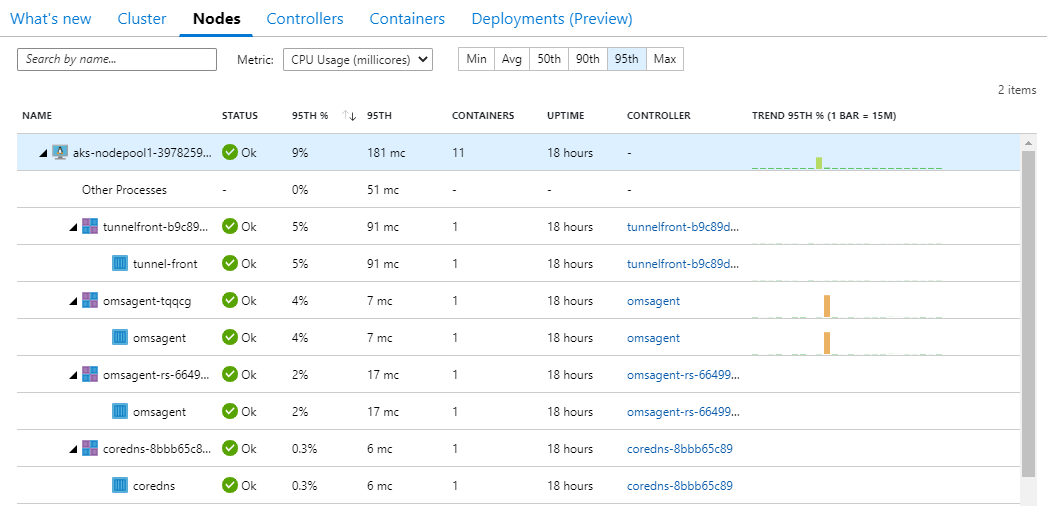 What's new Cluster Nodes Controllers Containers Deployments (Preview)
Search by name... Metric: CPU Usage (millicores) Min Avg 50th 90th 95th Max
2 items
NAME STATUS 95TH % ↑↓ 95TH CONTAINERS UPTIME CONTROLLER TREND 95TH % (1 BAR = 15M)
aks-nodepool1-3978259... Ok 9% 181 mc 11 18 hours -
Other Processes - 0% 51 mc - - -
tunnelfront-b9c89... Ok 5% 91 mc 1 18 hours tunnelfront-b9c89d...
tunnel-front Ok 5% 91 mc 1 18 hours tunnelfront-b9c89d...
omsagent-tqqcg Ok 4% 7 mc 1 18 hours omsagent
omsagent Ok 4% 7 mc 1 18 hours omsagent
omsagent-rs-66499... Ok 2% 17 mc 1 18 hours omsagent-rs-66499...
omsagent Ok 2% 17 mc 1 18 hours omsagent-rs-66499...
coredns-8bbb65c8... Ok 0.3% 6 mc 1 18 hours coredns-8bbb65c89
coredns Ok 0.3% 6 mc 1 18 hours coredns-8bbb65c89